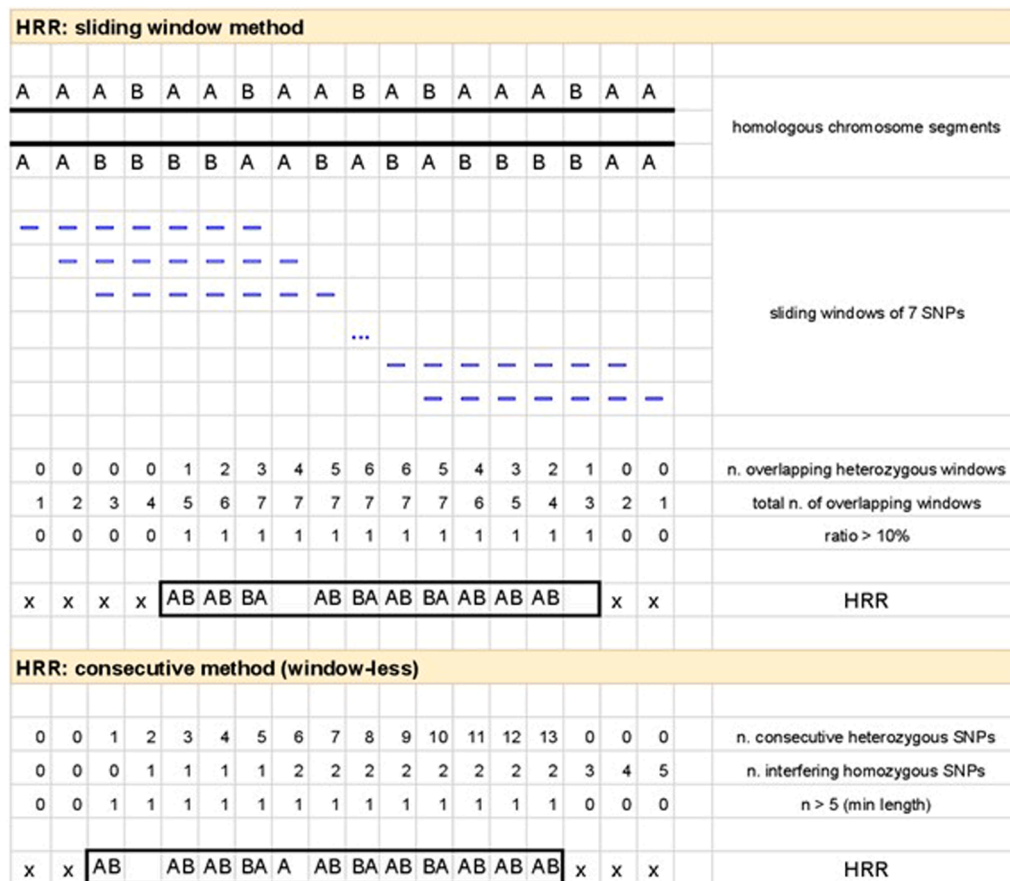 HRR: sliding window method
A A A B A A B A A B A B A A A B A A
homologous chromosome segments
A A B B B B A A B A B A B B B B A A
sliding windows of 7 SNPs
...
0 0 0 0 1 2 3 4 5 6 6 5 4 3 2 1 0 0 n. overlapping heterozygous windows
1 2 3 4 5 6 7 7 7 7 7 7 6 5 4 3 2 1 total n. of overlapping windows
0 0 0 0 1 1 1 1 1 1 1 1 1 1 1 1 0 0 ratio > 10%
x x x x AB AB BA AB BA AB BA AB AB AB x x HRR
HRR: consecutive method (window-less)
0 0 1 2 3 4 5 6 7 8 9 10 11 12 13 0 0 0 n. consecutive heterozygous SNPs
0 0 0 1 1 1 1 2 2 2 2 2 2 2 2 3 4 5 n. interfering homozygous SNPs
0 0 1 1 1 1 1 1 1 1 1 1 1 1 1 0 0 0 n > 5 (min length)
x x AB AB AB BA A AB BA AB BA AB AB AB x x x HRR